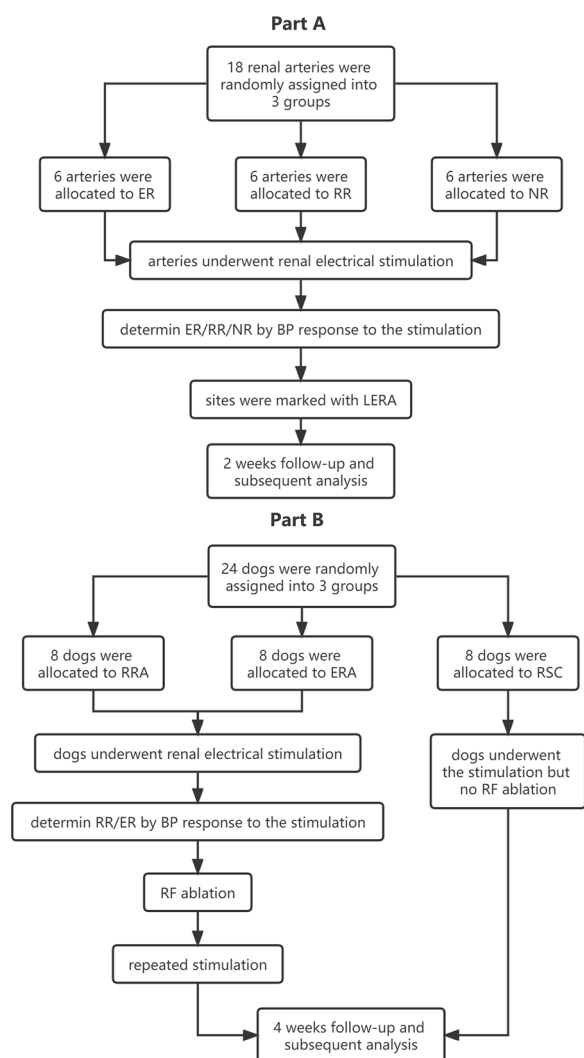 Part A
18 renal arteries were
randomly assigned into
3 groups
6 arteries were
allocated to ER
6 arteries were
allocated to RR
6 arteries were
allocated to NR
arteries underwent renal electrical stimulation
determin ER/RR/NR by BP response to the stimulation
sites were marked with LERA
2 weeks follow-up and
subsequent analysis
Part B
24 dogs were randomly
assigned into 3 groups
8 dogs were
allocated to RRA
8 dogs were
allocated to ERA
8 dogs were
allocated to RSC
dogs underwent renal electrical stimulation
dogs underwent
the stimulation but
no RF ablation
determin RR/ER by BP response to the stimulation
RF ablation
repeated stimulation
4 weeks follow-up and
subsequent analysis